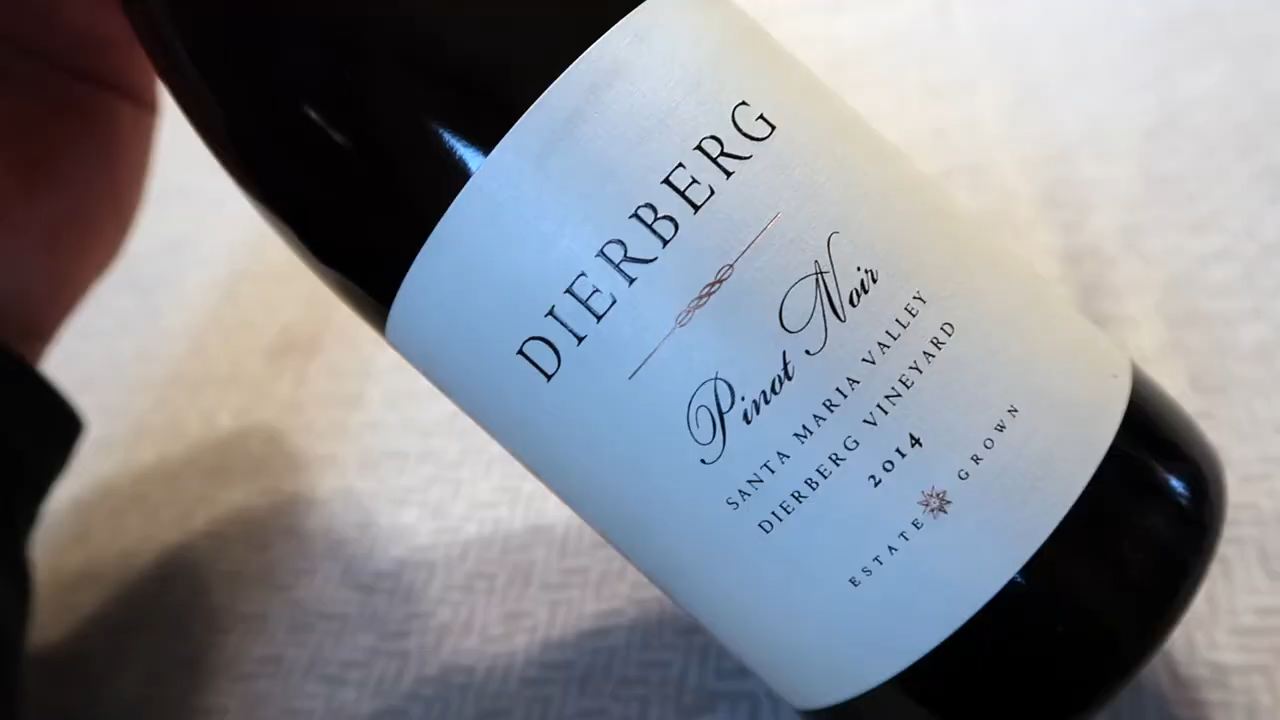 DIERBERG
Pinot Noir
SANTA MARIA VALLEY
DIERBERG VINEYARD
2014
ESTATE GROWN